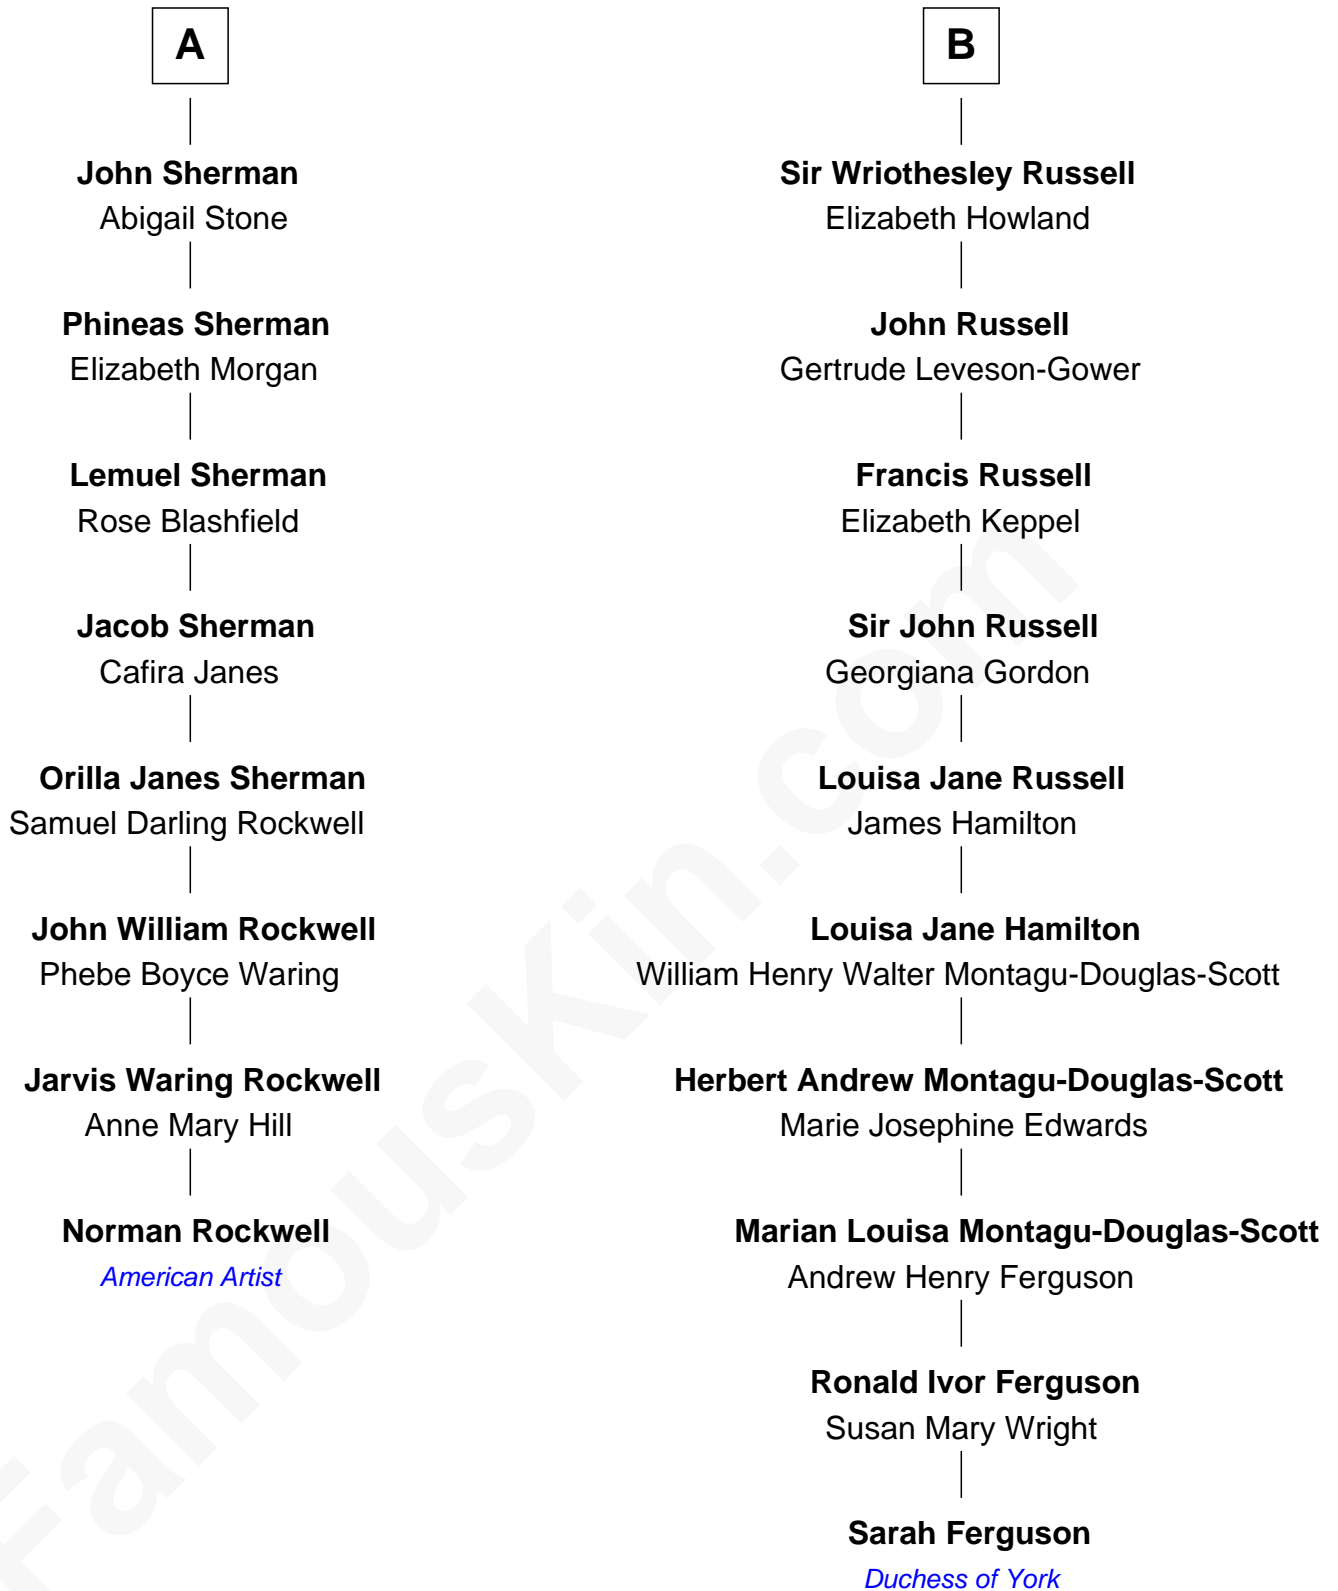 A
John Sherman
Abigail Stone
Phineas Sherman
Elizabeth Morgan
Lemuel Sherman
Rose Blashfield
Jacob Sherman
Cafira Janes
Orilla Janes Sherman
Samuel Darling Rockwell
John William Rockwell
Phebe Boyce Waring
Jarvis Waring Rockwell
Anne Mary Hill
Norman Rockwell
American Artist
B
Sir Wriothesley Russell
Elizabeth Howland
John Russell
Gertrude Leveson-Gower
Francis Russell
Elizabeth Keppel
Sir John Russell
Georgiana Gordon
Louisa Jane Russell
James Hamilton
Louisa Jane Hamilton
William Henry Walter Montagu-Douglas-Scott
Herbert Andrew Montagu-Douglas-Scott
Marie Josephine Edwards
Marian Louisa Montagu-Douglas-Scott
Andrew Henry Ferguson
Ronald Ivor Ferguson
Susan Mary Wright
Sarah Ferguson
Duchess of York
FamousKin.com